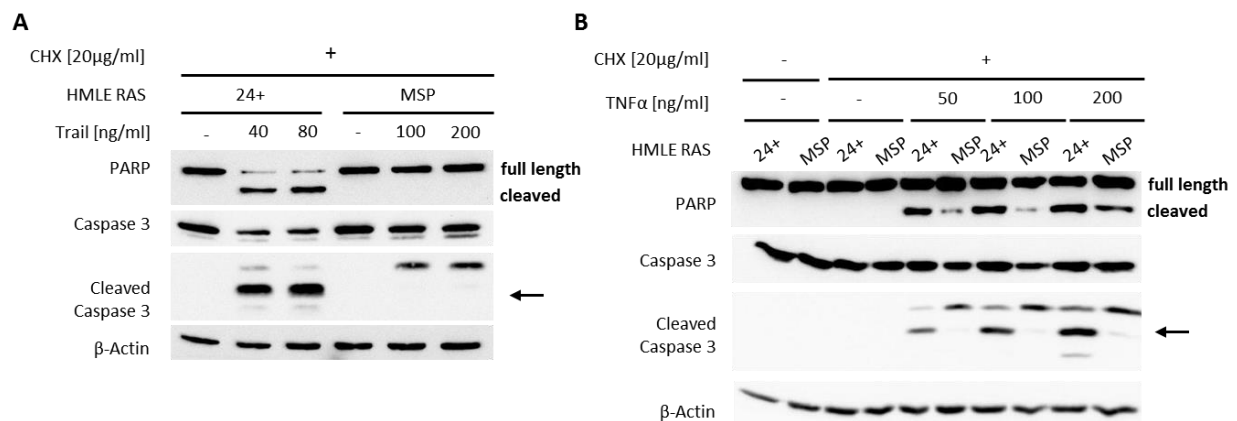 A
CHX [20µg/ml] +
HMLE RAS 24+ MSP
Trail [ng/ml] - 40 80 - 100 200
PARP full length
cleaved
Caspase 3
Cleaved
Caspase 3
β-Actin
B
CHX [20µg/ml] - +
TNFα [ng/ml] - - 50 100 200
HMLE RAS 24+ MSP 24+ MSP 24+ MSP 24+ MSP 24+ MSP
full length
PARP cleaved
Caspase 3
Cleaved
Caspase 3
β-Actin